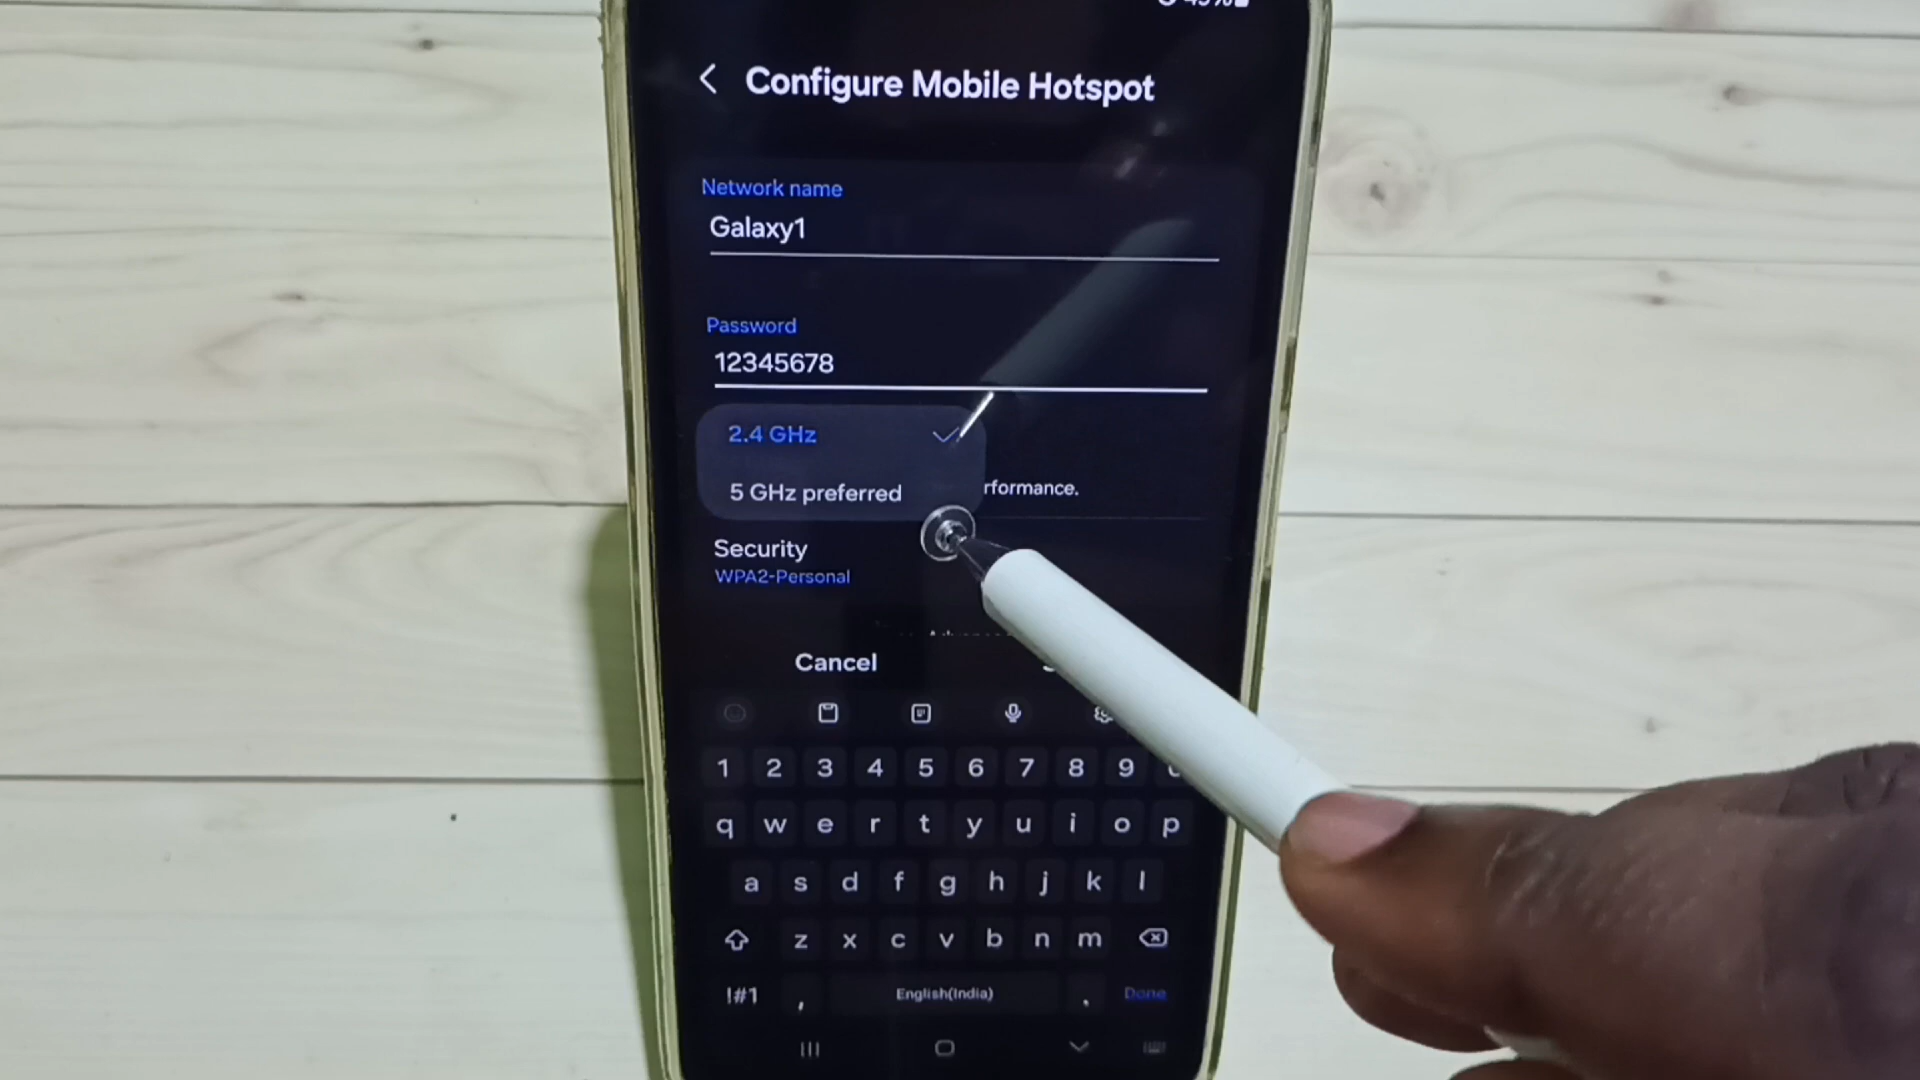 45%
Configure Mobile Hotspot
Network name
Galaxy1
Password
12345678
2.4 GHz
5 GHz preferred
rformance.
Security
WPA2-Personal
Cancel
1 2 3 4 5 6 7 8 9
q w e r t y u i o p
a s d f g h j k l
z x c v b n m
!#1 , English(India) . Done